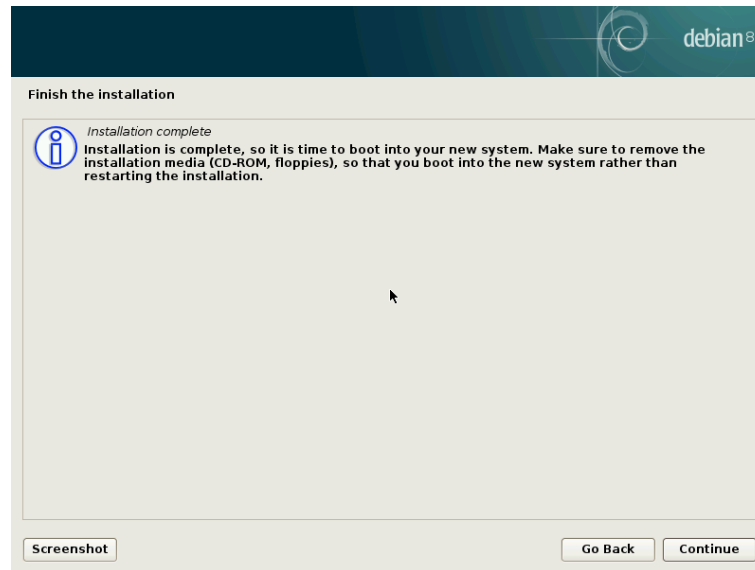 debian 8
Finish the installation
Installation complete
Installation is complete, so it is time to boot into your new system. Make sure to remove the
installation media (CD-ROM, floppies), so that you boot into the new system rather than
restarting the installation.
Screenshot Go Back Continue